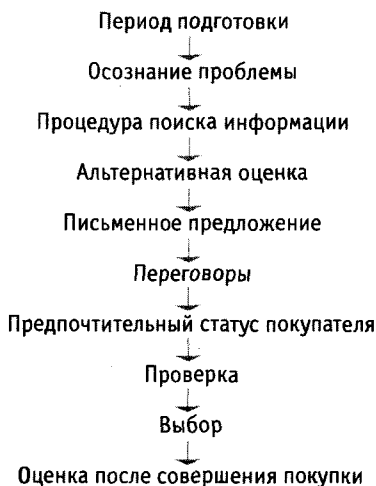 Период подготовки
Осознание проблемы
Процедура поиска информации
Альтернативная оценка
Письменное предложение
Переговоры
Предпочтительный статус покупателя
Проверка
Выбор
Оценка после совершения покупки